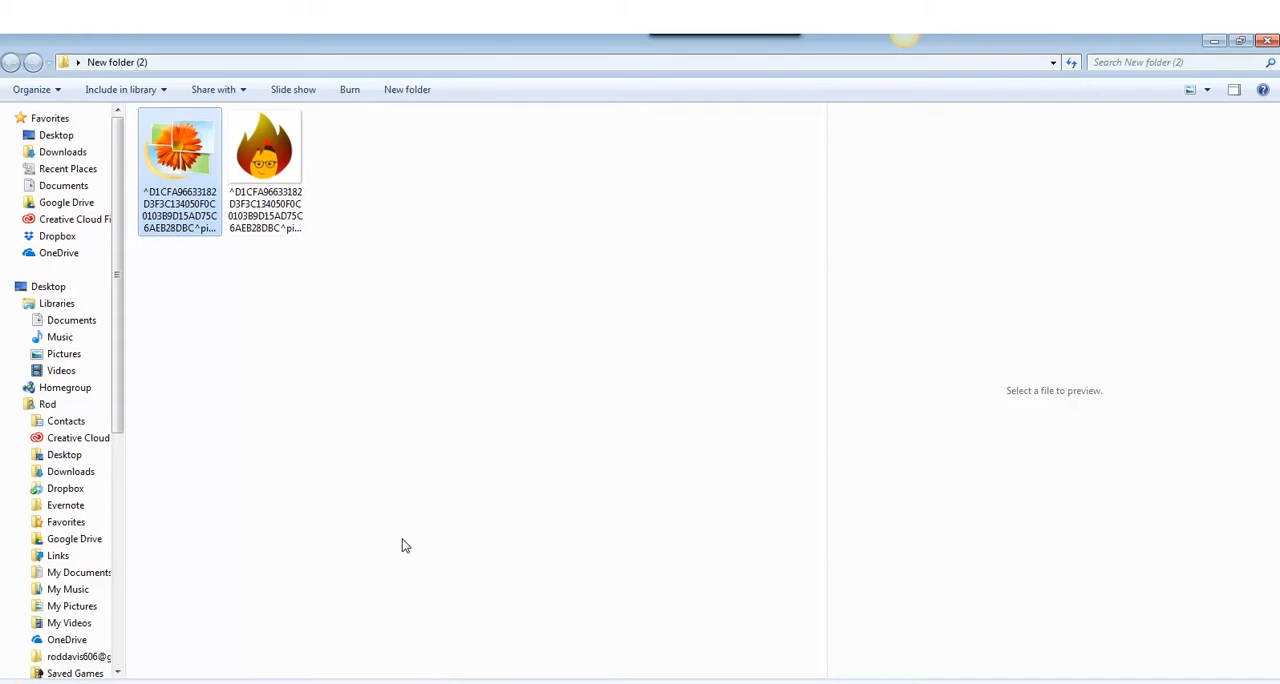 New folder (2)
Search New folder (2)
Organize
Include in library
Share with
Slide show
Burn
New folder
Favorites
Desktop
Downloads
Recent Places
Documents
Google Drive
Creative Cloud Fi
Dropbox
OneDrive
Desktop
Libraries
Documents
Music
Pictures
Videos
Homegroup
Rod
Contacts
Creative Cloud
Desktop
Downloads
Dropbox
Evernote
Favorites
Google Drive
Links
My Documents
My Music
My Pictures
My Videos
OneDrive
roddavis606@g
Saved Games
^D1CFA96633182
D3F3C134050F0C
0103B9D15AD75C
6AEB28DBC^pi...
^D1CFA96633182
D3F3C134050F0C
0103B9D15AD75C
6AEB28DBC^pi...
Select a file to preview.